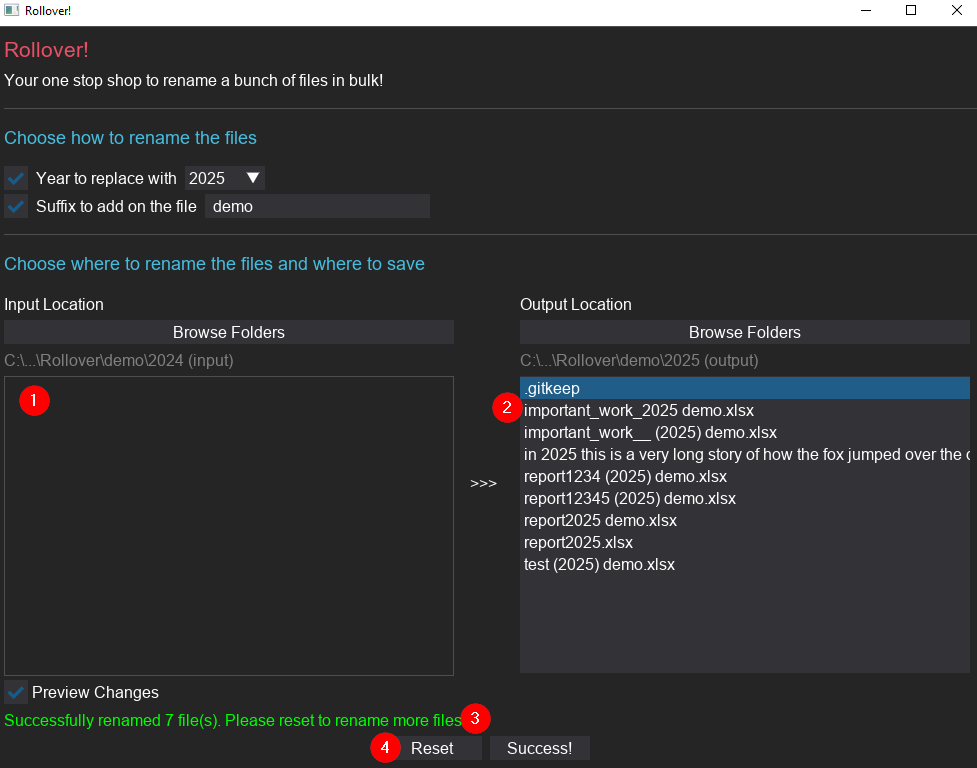 Rollover!
Rollover!
Your one stop shop to rename a bunch of files in bulk!
Choose how to rename the files
Year to replace with 2025
Suffix to add on the file demo
Choose where to rename the files and where to save
Input Location
Browse Folders
C:\...\Rollover\demo\2024 (input)
1
>>>
Output Location
Browse Folders
C:\...\Rollover\demo\2025 (output)
2
.gitkeep
important_work_2025 demo.xlsx
important_work__ (2025) demo.xlsx
in 2025 this is a very long story of how the fox jumped over the
report1234 (2025) demo.xlsx
report12345 (2025) demo.xlsx
report2025 demo.xlsx
report2025.xlsx
test (2025) demo.xlsx
Preview Changes
Successfully renamed 7 file(s). Please reset to rename more files 3
4 Reset Success!